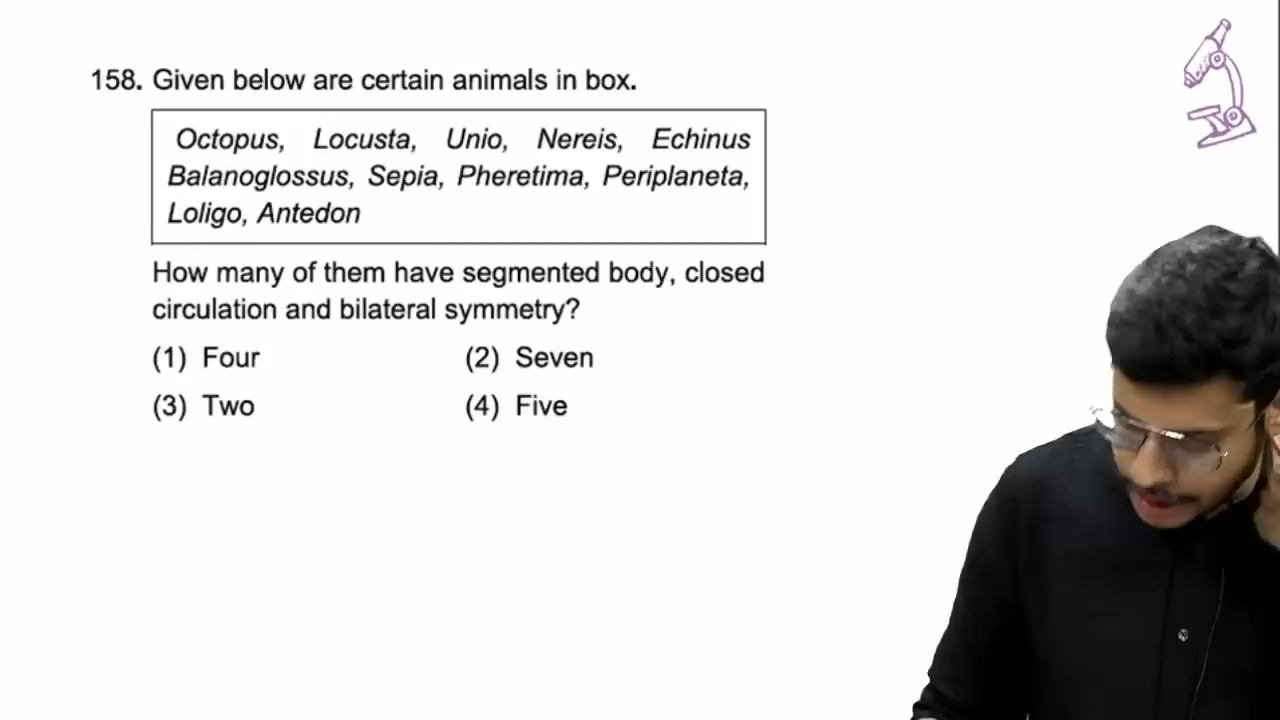 158. Given below are certain animals in box.
Octopus, Locusta, Unio, Nereis, Echinus
Balanoglossus, Sepia, Pheretima, Periplaneta,
Loligo, Antedon
How many of them have segmented body, closed
circulation and bilateral symmetry?
(1) Four (2) Seven
(3) Two (4) Five